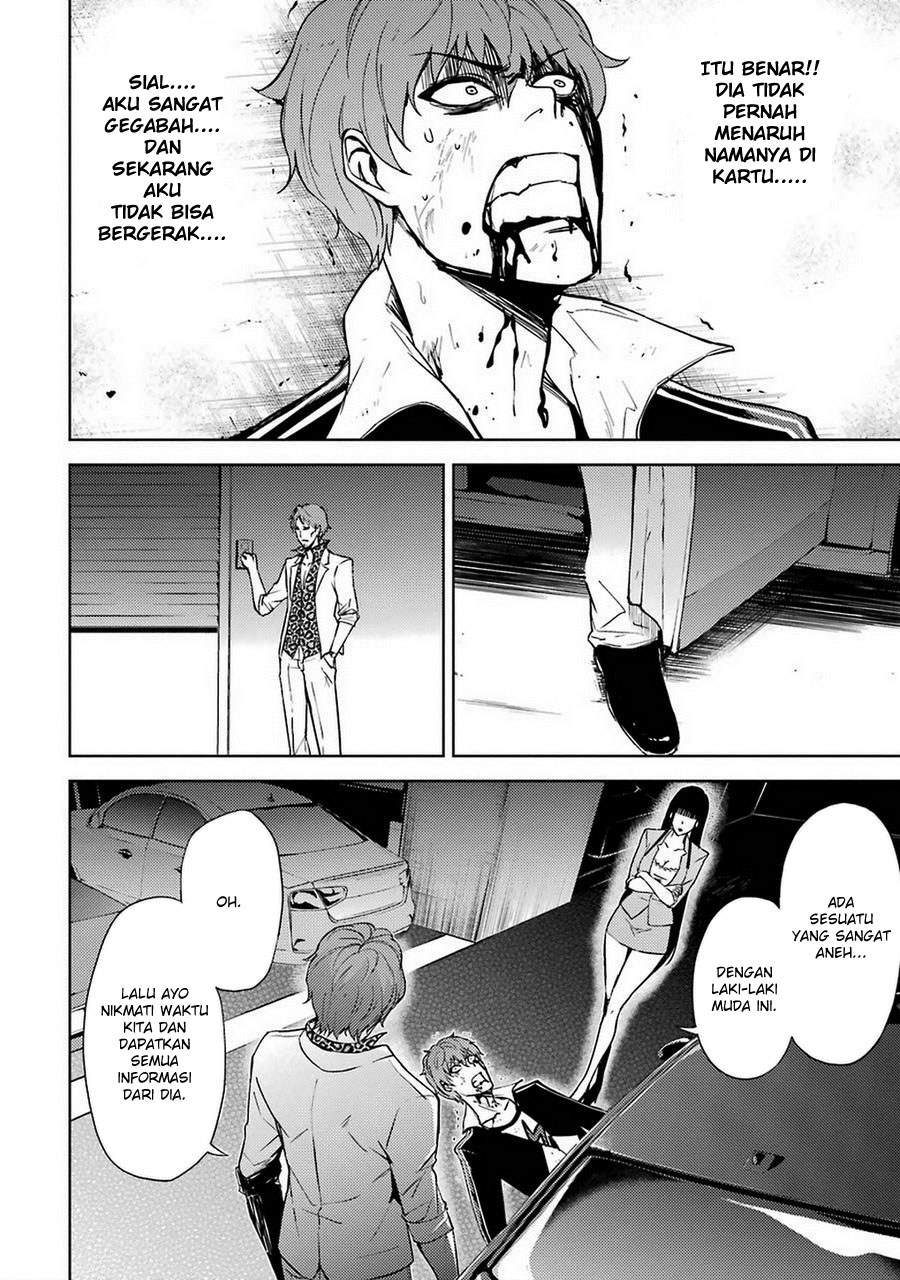 ITU BENAR!!
DIA TIDAK
PERNAH
MENARUH
NAMANYA DI
KARTU.....
SIAL....
AKU SANGAT
GEGABAH....
DAN
SEKARANG
AKU
TIDAK BISA
BERGERAK....
ADA
SESUATU
YANG SANGAT
ANEH...
DENGAN
LAKI-LAKI
MUDA INI.
OH.
LALU AYO
NIKMATI WAKTU
KITA DAN
DAPATKAN
SEMUA
INFORMASI
DARI DIA.